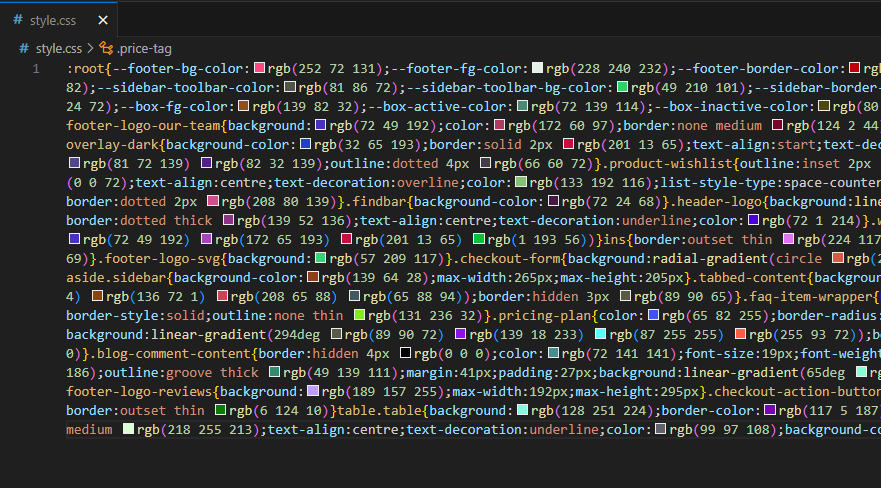 # style.css ×
# style.css > .price-tag
1 :root{--footer-bg-color:rgb(252 72 131);--footer-fg-color:rgb(228 240 232);--footer-border-color:rgb(
82);--sidebar-toolbar-color:rgb(81 86 72);--sidebar-toolbar-bg-color:rgb(49 210 101);--sidebar-border-
24 72);--box-fg-color:rgb(139 82 32);--box-active-color:rgb(72 139 114);--box-inactive-color:rgb(80
footer-logo-our-team{background:rgb(72 49 192);color:rgb(172 60 97);border:none medium rgb(124 2 44)
overlay-dark{background-color:rgb(32 65 193);border:solid 2px rgb(201 13 65);text-align:start;text-dec
rgb(81 72 139) rgb(82 32 139);outline:dotted 4px rgb(66 60 72)}.product-wishlist{outline:inset 2px
(0 0 72);text-align:centre;text-decoration:overline;color:rgb(133 192 116);list-style-type:space-counter
border:dotted 2px rgb(208 80 139)}.findbar{background-color:rgb(72 24 68)}.header-logo{background:line
border:dotted thick rgb(139 52 136);text-align:centre;text-decoration:underline;color:rgb(72 1 214)}.w
rgb(72 49 192) rgb(172 65 193) rgb(201 13 65) rgb(1 193 56))}ins{border:outset thin rgb(224 117
69)}.footer-logo-svg{background:rgb(57 209 117)}.checkout-form{background:radial-gradient(circle rgb(2
aside.sidebar{background-color:rgb(139 64 28);max-width:265px;max-height:205px}.tabbed-content{backgrou
4) rgb(136 72 1) rgb(208 65 88) rgb(65 88 94));border:hidden 3px rgb(89 90 65)}.faq-item-wrapper{
border-style:solid;outline:none thin rgb(131 236 32)}.pricing-plan{color:rgb(65 82 255);border-radius:
background:linear-gradient(294deg rgb(89 90 72) rgb(139 18 233) rgb(87 255 255) rgb(255 93 72));b
0)}.blog-comment-content{border:hidden 4px rgb(0 0 0);color:rgb(72 141 141);font-size:19px;font-weight
186);outline:groove thick rgb(49 139 111);margin:41px;padding:27px;background:linear-gradient(65deg r
footer-logo-reviews{background:rgb(189 157 255);max-width:192px;max-height:295px}.checkout-action-button
border:outset thin rgb(6 124 10)}table.table{background:rgb(128 251 224);border-color:rgb(117 5 187
medium rgb(218 255 213);text-align:centre;text-decoration:underline;color:rgb(99 97 108);background-co